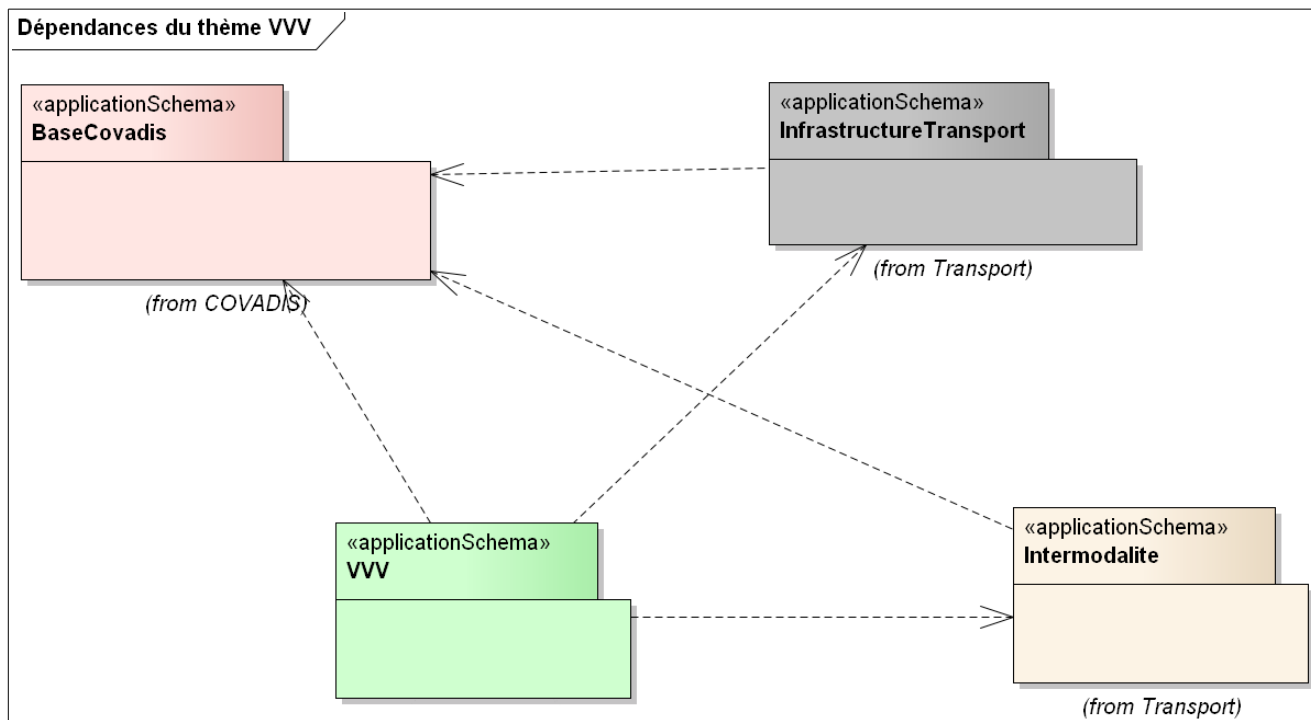 Dépendances du thème VVV
«applicationSchema»
BaseCovadis
(from COVADIS)
«applicationSchema»
InfrastructureTransport
(from Transport)
«applicationSchema»
VVV
«applicationSchema»
Intermodalite
(from Transport)